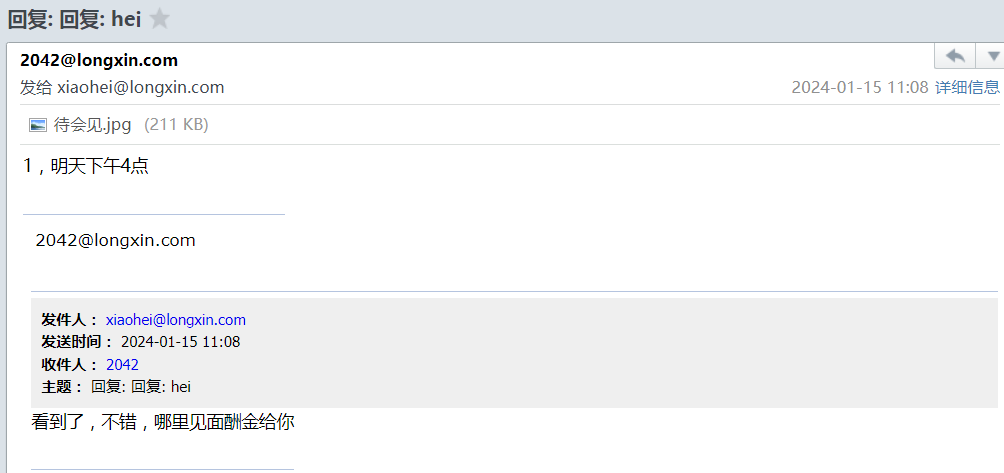 回复: 回复: hei
2042@longxin.com
发给 xiaohei@longxin.com
2024-01-15 11:08 详细信息
待会见.jpg (211 KB)
1，明天下午4点
2042@longxin.com
发件人： xiaohei@longxin.com
发送时间： 2024-01-15 11:08
收件人： 2042
主题： 回复: 回复: hei
看到了，不错，哪里见面酬金给你